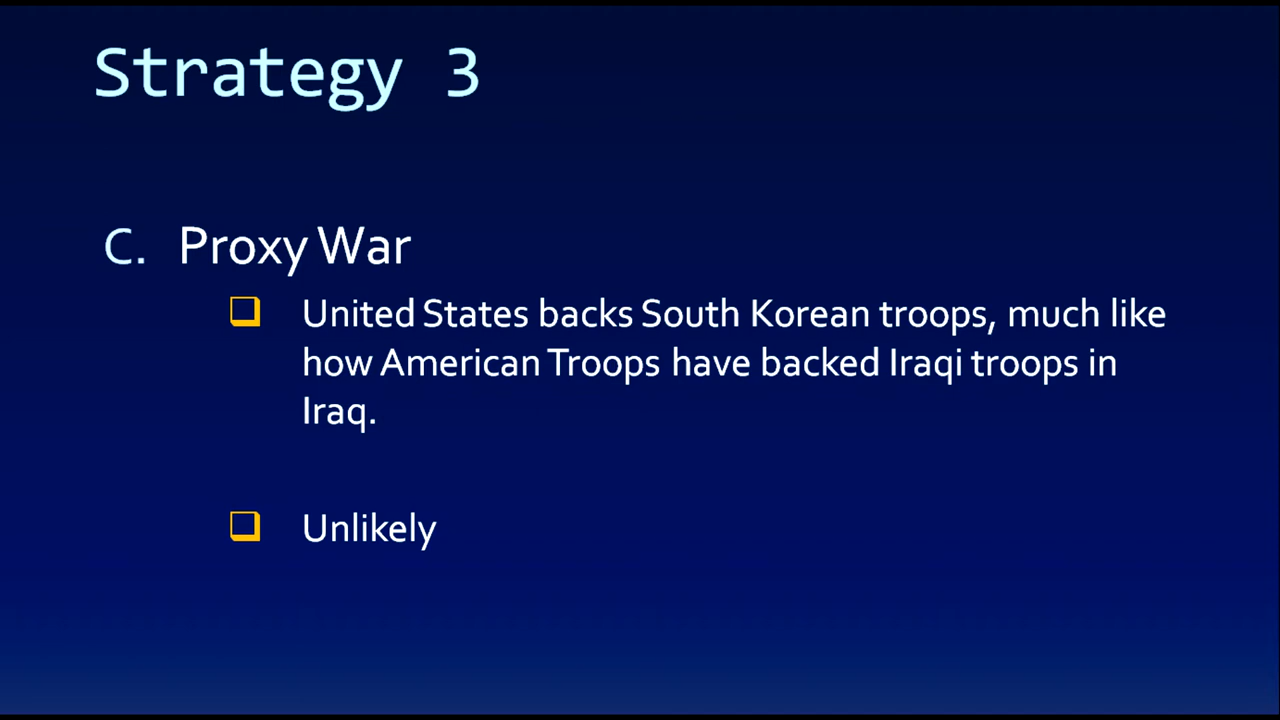 Strategy 3
C. Proxy War
United States backs South Korean troops, much like
how American Troops have backed Iraqi troops in
Iraq.
Unlikely